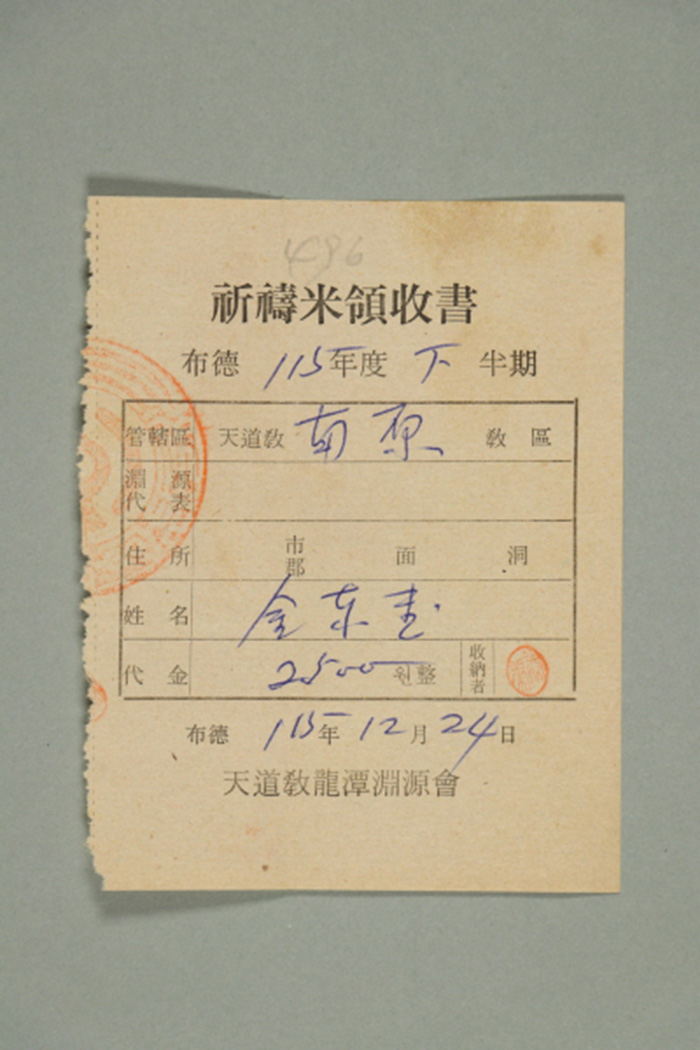 496
祈禱米領收書
布德 115年度 下 半期
管轄區 天道敎 南原 敎區
淵源代表
住所 市郡 面 洞
姓名 金东
代金 2500 원整 收納者
布德 115年 12月 24日
天道敎龍潭淵源會